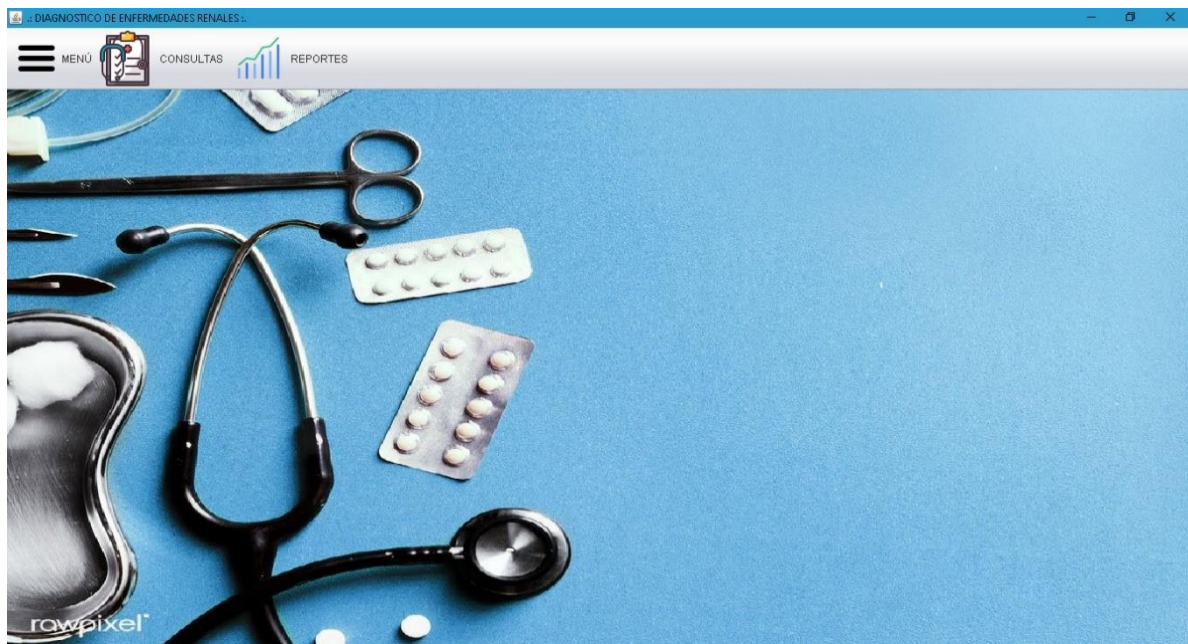 .: DIAGNOSTICO DE ENFERMEDADES RENALES :.
MENÚ CONSULTAS REPORTES
rawpixel